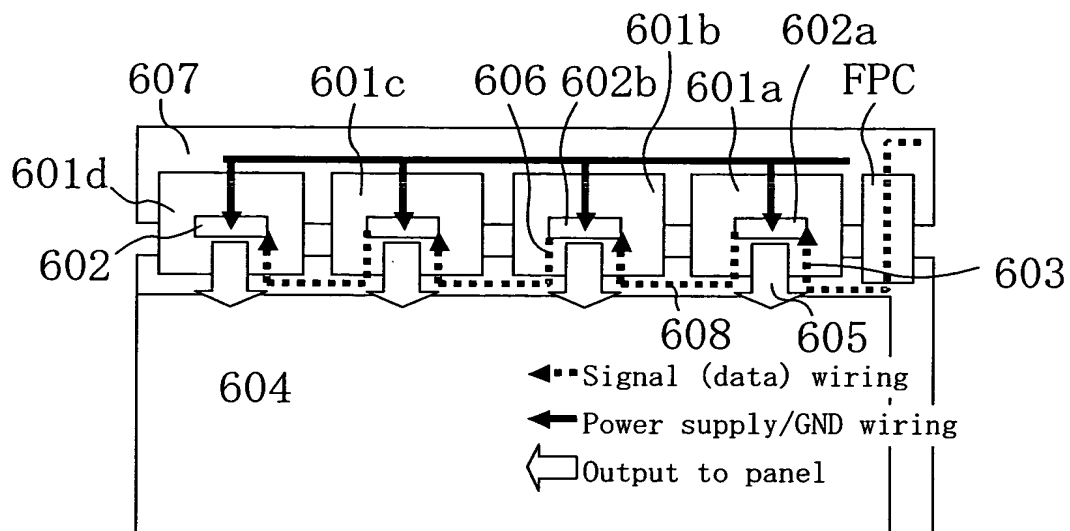 601b
602a
607
601c
606
602b
601a
FPC
601d
602
603
608
605
604
Signal (data) wiring
Power supply/GND wiring
Output to panel